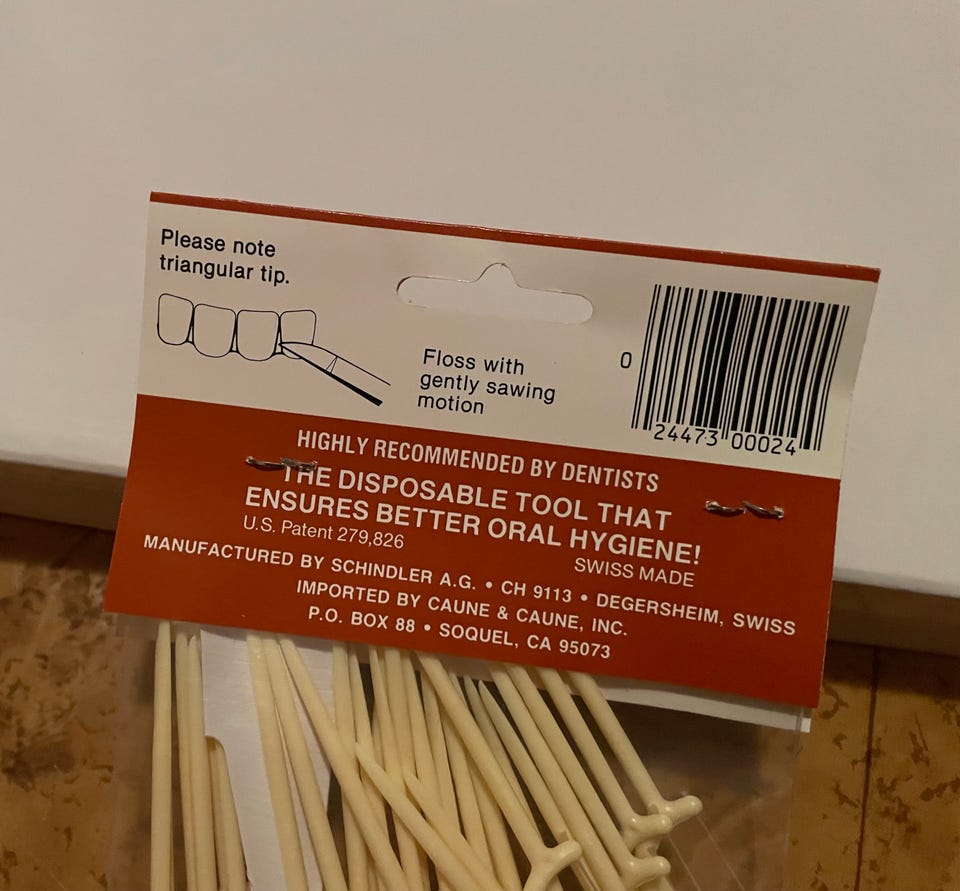 Please note
triangular tip.
Floss with
gently sawing
motion
0
24473 00024
HIGHLY RECOMMENDED BY DENTISTS
THE DISPOSABLE TOOL THAT
ENSURES BETTER ORAL HYGIENE!
U.S. Patent 279,826
SWISS MADE
MANUFACTURED BY SCHINDLER A.G. • CH 9113 • DEGERSHEIM, SWISS
IMPORTED BY CAUNE & CAUNE, INC.
P.O. BOX 88 • SOQUEL, CA 95073